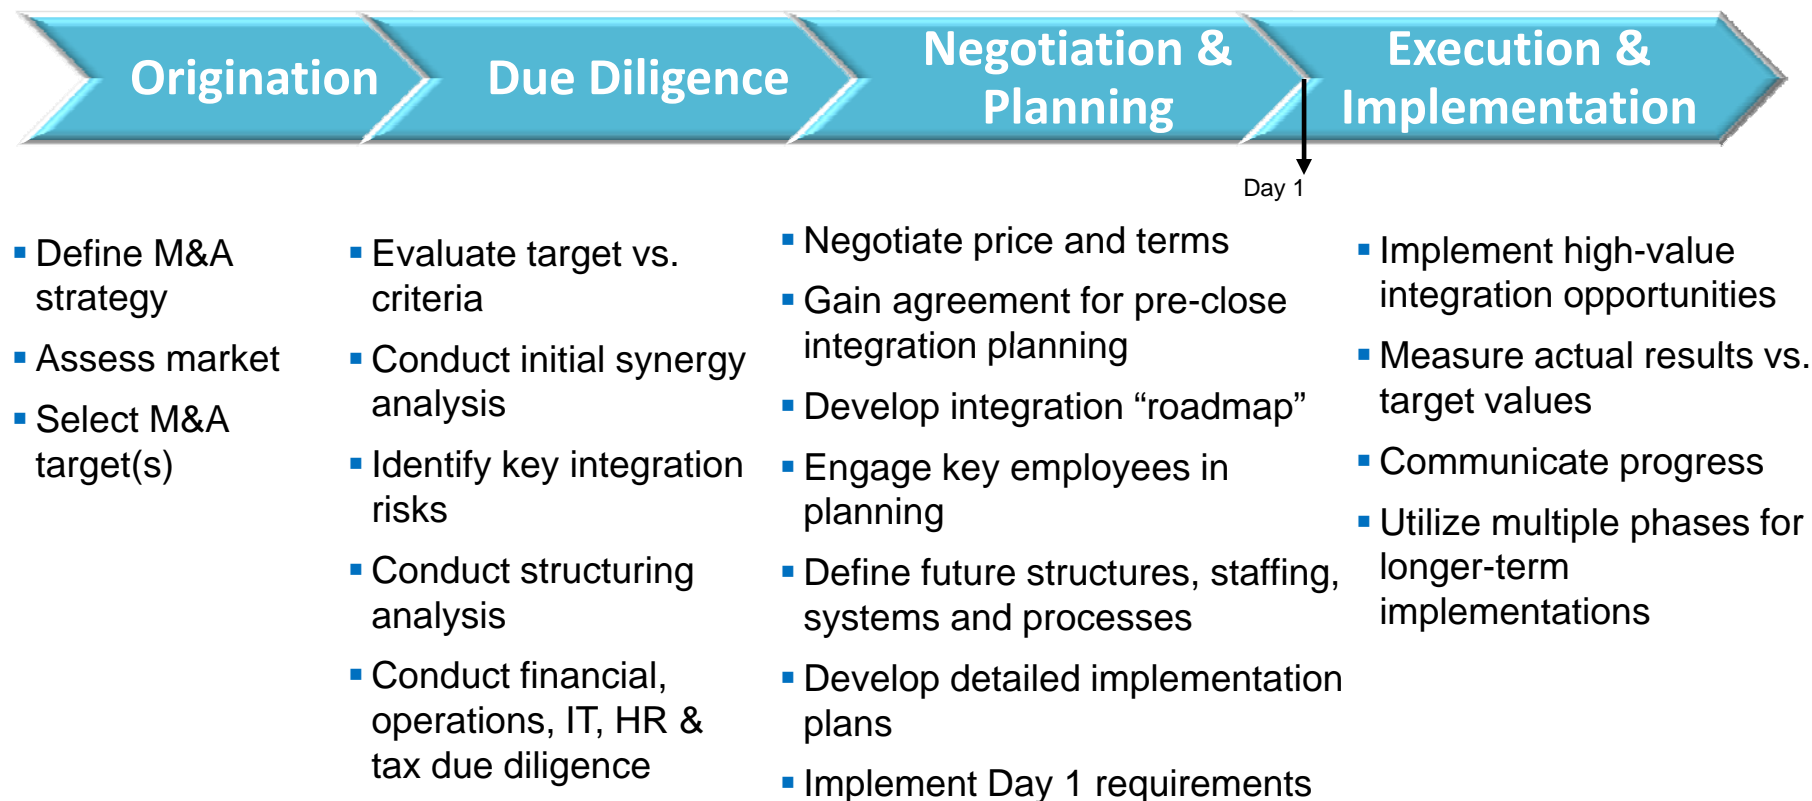 Origination
Due Diligence
Negotiation &
Planning
Execution &
Implementation
Day 1
Define M&A
strategy
Assess market
Select M&A
target(s)
Evaluate target vs.
criteria
Conduct initial synergy
analysis
Identify key integration
risks
Conduct structuring
analysis
Conduct financial,
operations, IT, HR &
tax due diligence
Negotiate price and terms
Gain agreement for pre-close
integration planning
Develop integration “roadmap”
Engage key employees in
planning
Define future structures, staffing,
systems and processes
Develop detailed implementation
plans
Implement Day 1 requirements
Implement high-value
integration opportunities
Measure actual results vs.
target values
Communicate progress
Utilize multiple phases for
longer-term
implementations